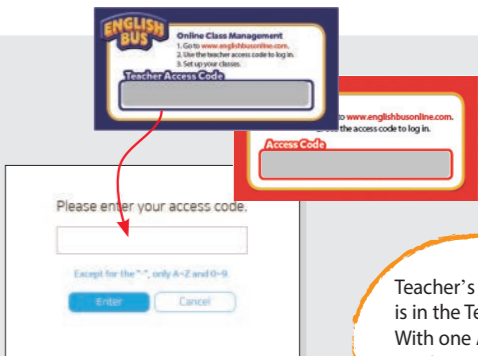 ENGLISH
BUS
Online Class Management
1. Go to www.englishbusonline.com.
2. Use the teacher access code to log in.
3. Set up your classes.
Teacher Access Code
to www.englishbusonline.com.
the access code to log in.
Access Code
Please enter your access code.
Except for the "-", only A~Z and 0~9
Enter
Cancel
Teacher's
is in the Te
With one A